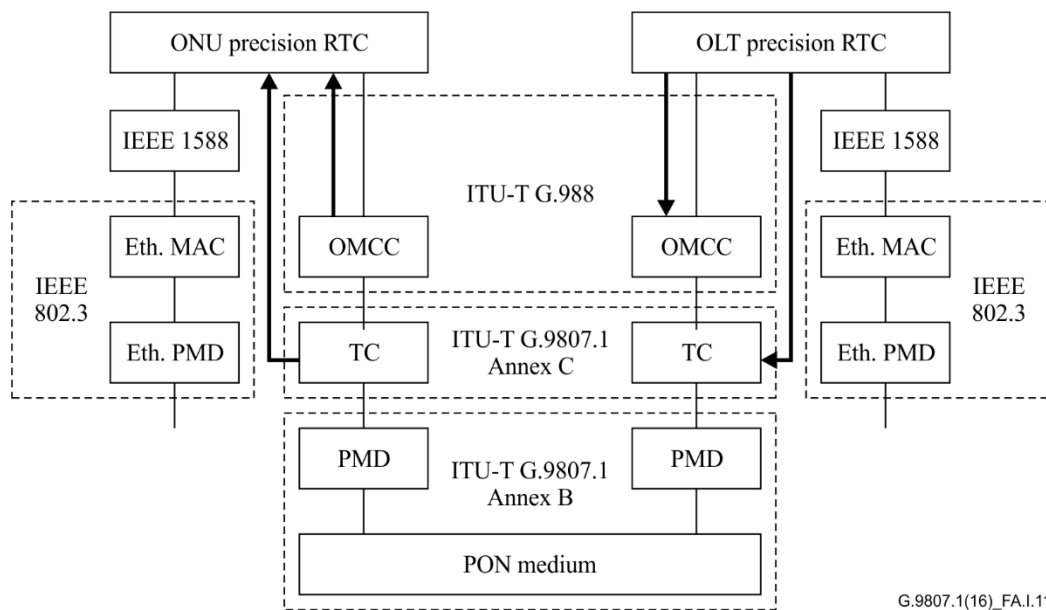 ONU precision RTC
OLT precision RTC
IEEE 1588
IEEE 1588
ITU-T G.988
Eth. MAC
OMCC
OMCC
Eth. MAC
IEEE
802.3
IEEE
802.3
Eth. PMD
TC
ITU-T G.9807.1
Annex C
TC
Eth. PMD
PMD
ITU-T G.9807.1
Annex B
PMD
PON medium
G.9807.1(16)_FA.I.11